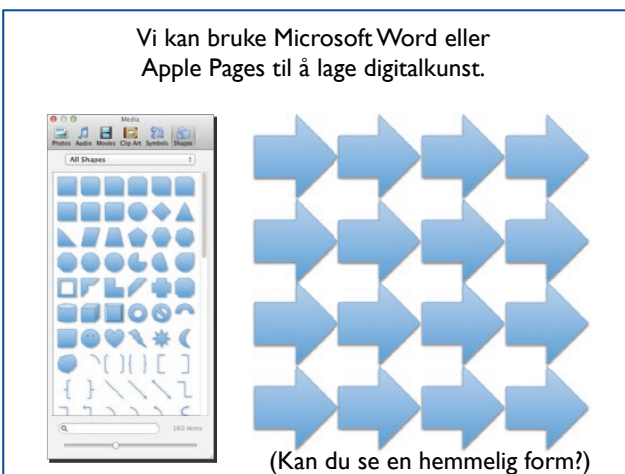 Vi kan bruke Microsoft Word eller
Apple Pages til å lage digitalkunst.
Media
Photos Audio Movies Clip Art Symbols Shapes
All Shapes
160 items
(Kan du se en hemmelig form?)